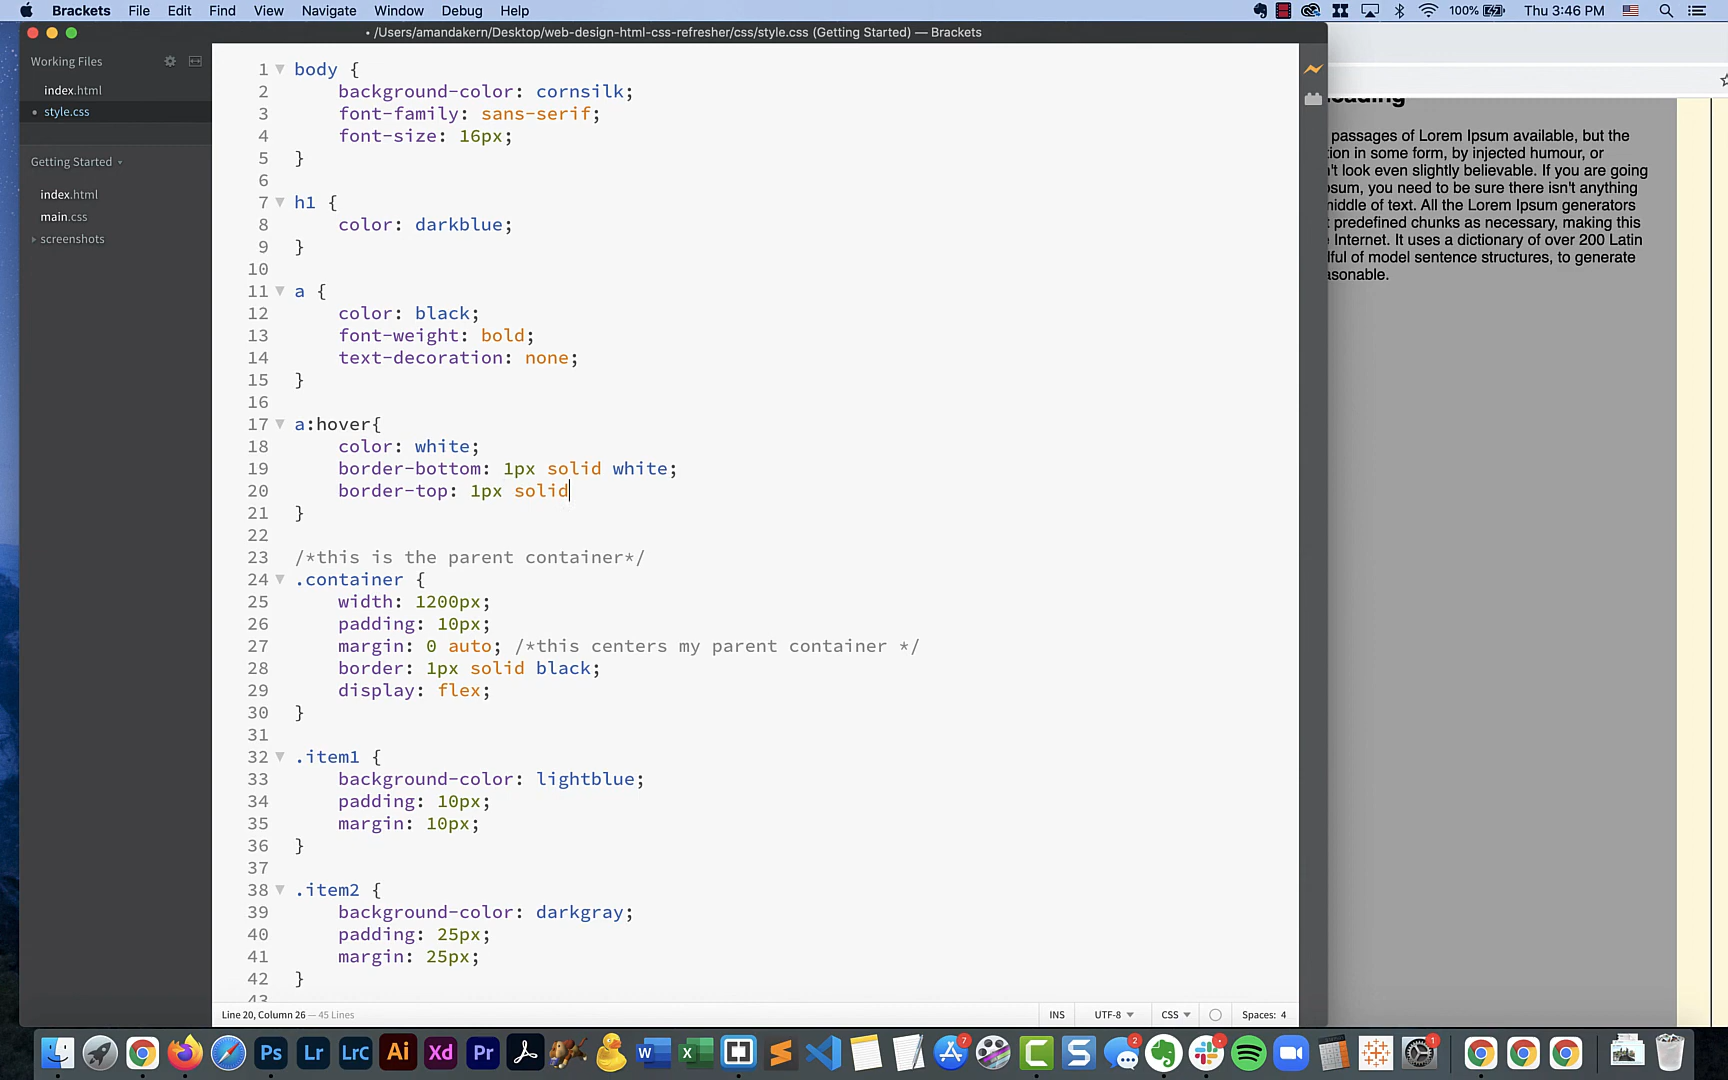 Brackets File Edit Find View Navigate Window Debug Help
100% Thu 3:46 PM
• /Users/amandakern/Desktop/web-design-html-css-refresher/css/style.css (Getting Started) — Brackets
Working Files
index.html
• style.css
Getting Started
index.html
main.css
screenshots
1 body {
2 background-color: cornsilk;
3 font-family: sans-serif;
4 font-size: 16px;
5 }
6
7 h1 {
8 color: darkblue;
9 }
10
11 a {
12 color: black;
13 font-weight: bold;
14 text-decoration: none;
15 }
16
17 a:hover{
18 color: white;
19 border-bottom: 1px solid white;
20 border-top: 1px solid
21 }
22
23 /*this is the parent container*/
24 .container {
25 width: 1200px;
26 padding: 10px;
27 margin: 0 auto; /*this centers my parent container */
28 border: 1px solid black;
29 display: flex;
30 }
31
32 .item1 {
33 background-color: lightblue;
34 padding: 10px;
35 margin: 10px;
36 }
37
38 .item2 {
39 background-color: darkgray;
40 padding: 25px;
41 margin: 25px;
42 }
43
passages of Lorem Ipsum available, but the
ion in some form, by injected humour, or
't look even slightly believable. If you are going
sum, you need to be sure there isn't anything
middle of text. All the Lorem Ipsum generators
predefined chunks as necessary, making this
Internet. It uses a dictionary of over 200 Latin
ful of model sentence structures, to generate
asonable.
Line 20, Column 26 — 45 Lines
INS UTF-8 CSS Spaces: 4
Ps Lr LrC Ai Xd Pr W X 7 C S 2 1